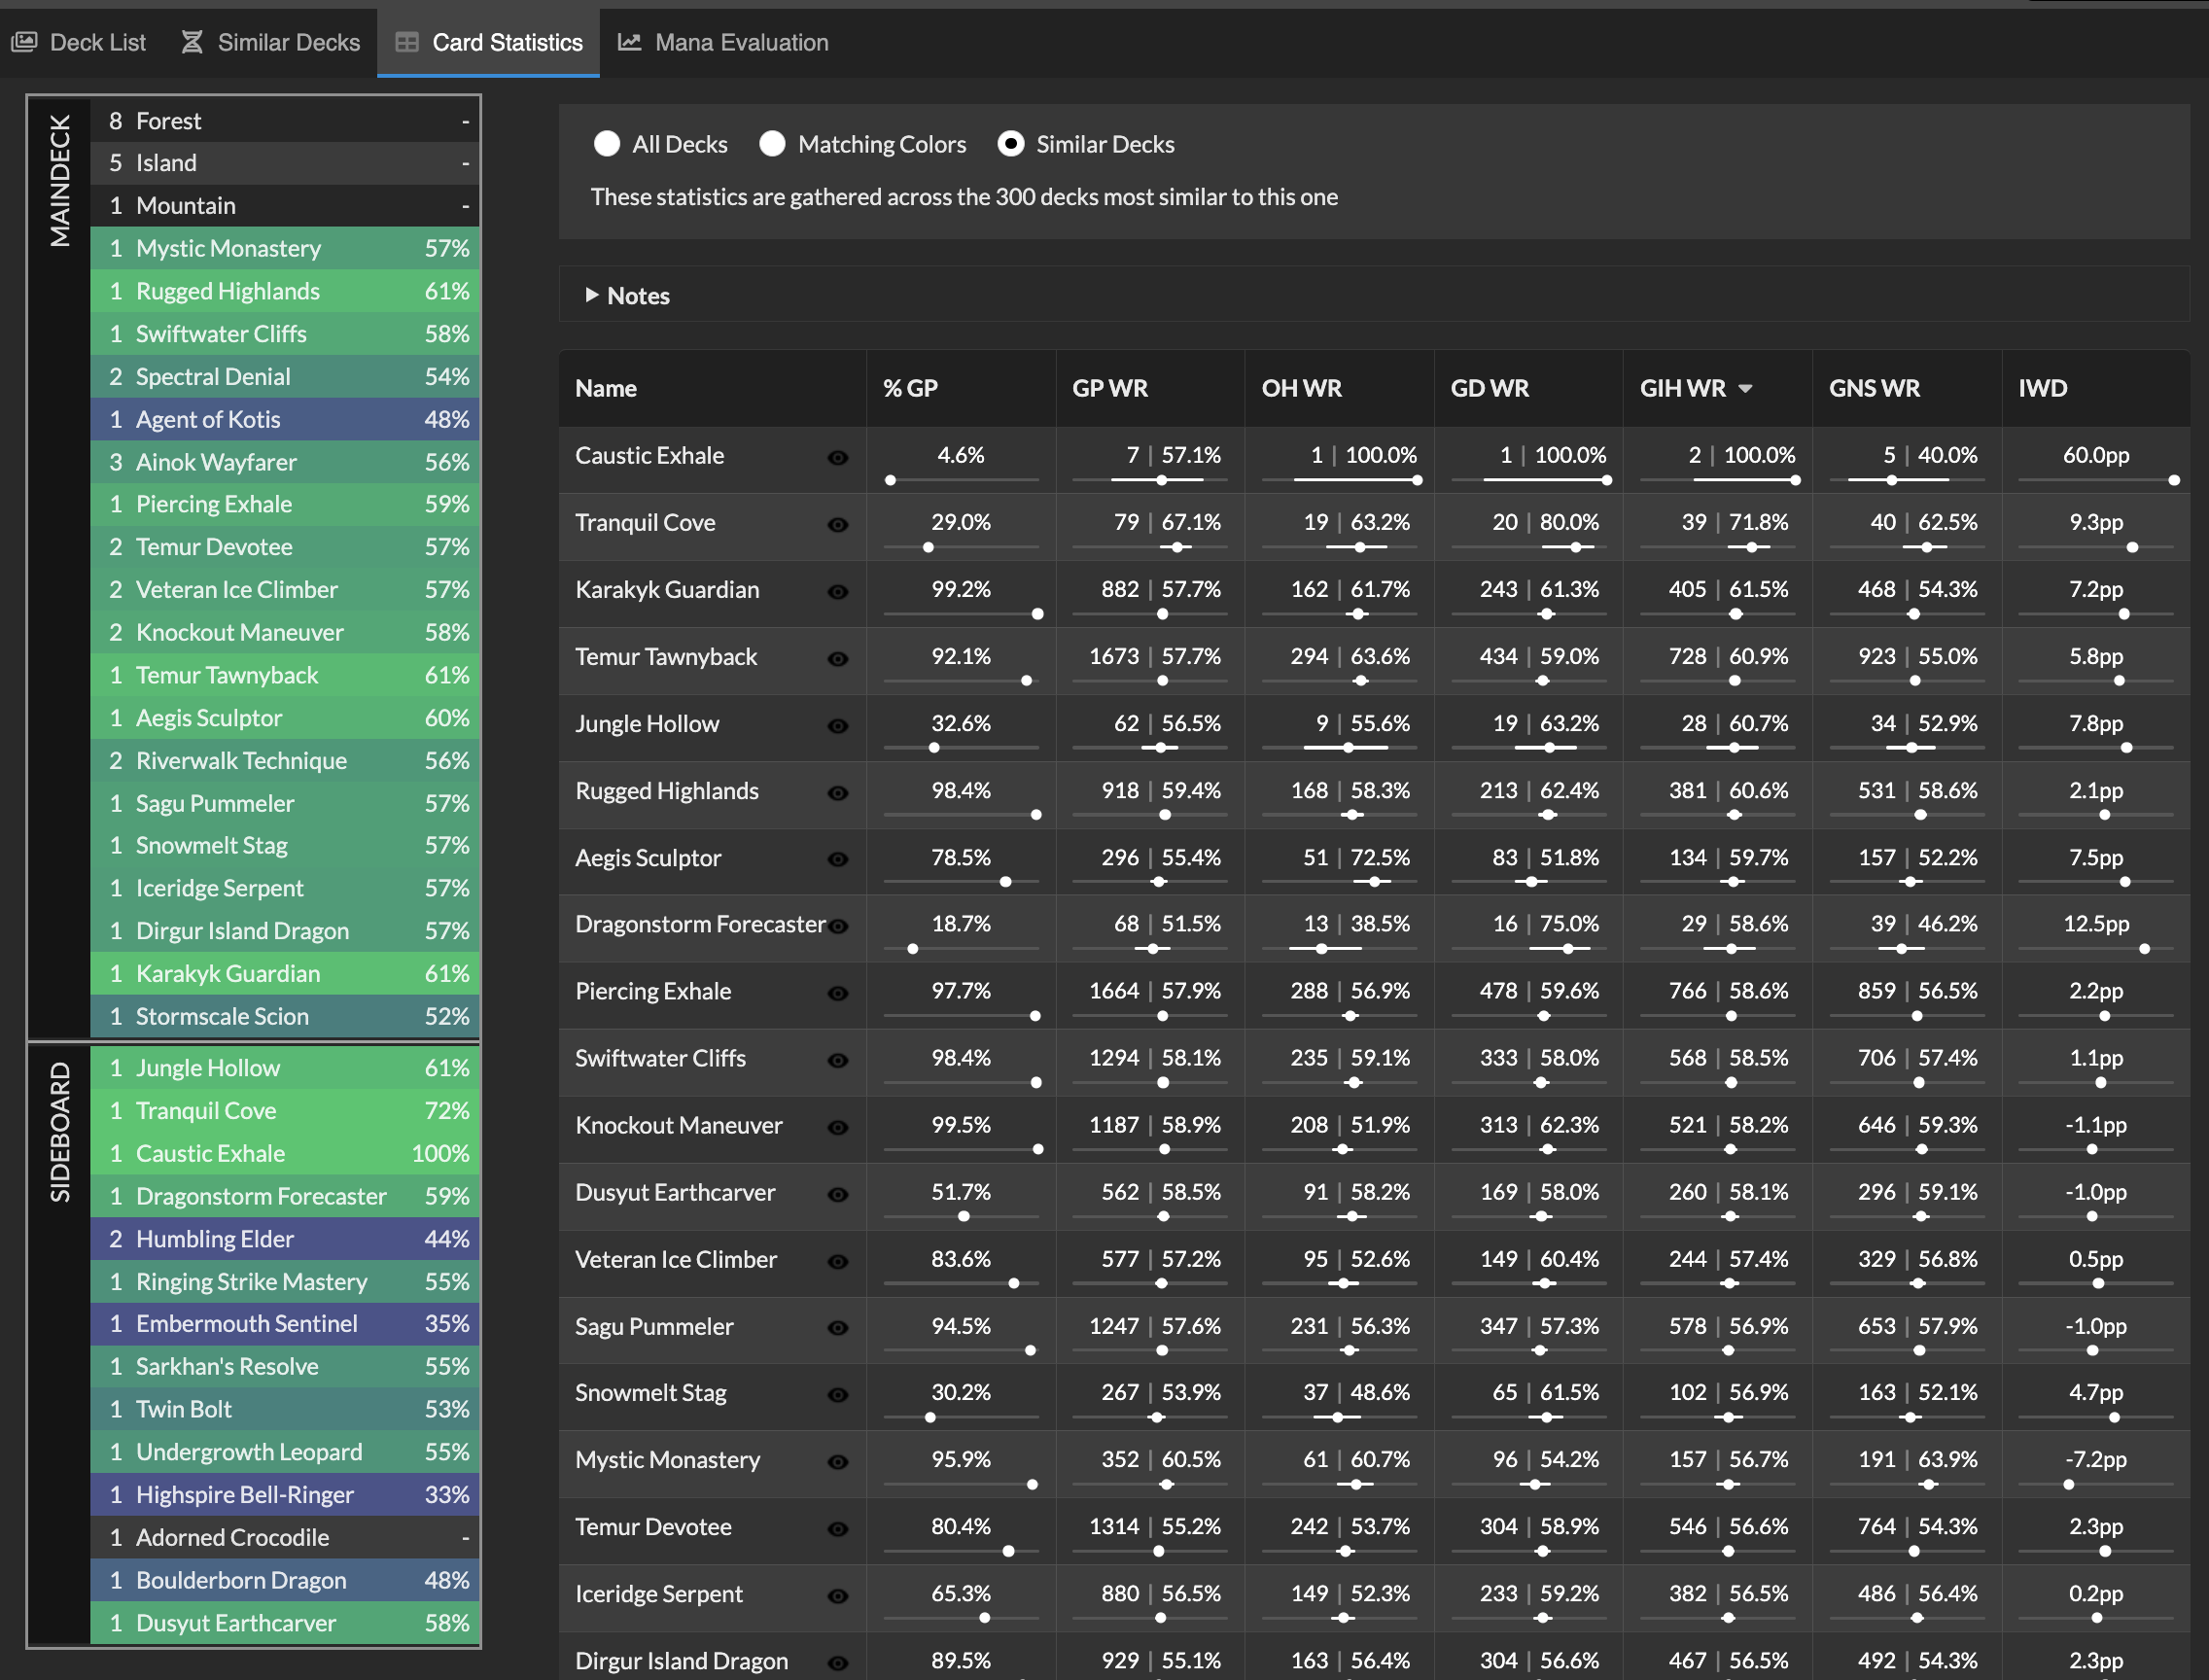 Deck List Similar Decks Card Statistics Mana Evaluation
MAINDECK
8 Forest -
5 Island -
1 Mountain -
1 Mystic Monastery 57%
1 Rugged Highlands 61%
1 Swiftwater Cliffs 58%
2 Spectral Denial 54%
1 Agent of Kotis 48%
3 Ainok Wayfarer 56%
1 Piercing Exhale 59%
2 Temur Devotee 57%
2 Veteran Ice Climber 57%
2 Knockout Maneuver 58%
1 Temur Tawnyback 61%
1 Aegis Sculptor 60%
2 Riverwalk Technique 56%
1 Sagu Pummeler 57%
1 Snowmelt Stag 57%
1 Iceridge Serpent 57%
1 Dirgur Island Dragon 57%
1 Karakyk Guardian 61%
1 Stormscale Scion 52%
SIDEBOARD
1 Jungle Hollow 61%
1 Tranquil Cove 72%
1 Caustic Exhale 100%
1 Dragonstorm Forecaster 59%
2 Humbling Elder 44%
1 Ringing Strike Mastery 55%
1 Embermouth Sentinel 35%
1 Sarkhan's Resolve 55%
1 Twin Bolt 53%
1 Undergrowth Leopard 55%
1 Highspire Bell-Ringer 33%
1 Adorned Crocodile -
1 Boulderborn Dragon 48%
1 Dusyut Earthcarver 58%
All Decks Matching Colors Similar Decks
These statistics are gathered across the 300 decks most similar to this one
Notes
Name % GP GP WR OH WR GD WR GIH WR GNS WR IWD
Caustic Exhale 4.6% 7 | 57.1% 1 | 100.0% 1 | 100.0% 2 | 100.0% 5 | 40.0% 60.0pp
Tranquil Cove 29.0% 79 | 67.1% 19 | 63.2% 20 | 80.0% 39 | 71.8% 40 | 62.5% 9.3pp
Karakyk Guardian 99.2% 882 | 57.7% 162 | 61.7% 243 | 61.3% 405 | 61.5% 468 | 54.3% 7.2pp
Temur Tawnyback 92.1% 1673 | 57.7% 294 | 63.6% 434 | 59.0% 728 | 60.9% 923 | 55.0% 5.8pp
Jungle Hollow 32.6% 62 | 56.5% 9 | 55.6% 19 | 63.2% 28 | 60.7% 34 | 52.9% 7.8pp
Rugged Highlands 98.4% 918 | 59.4% 168 | 58.3% 213 | 62.4% 381 | 60.6% 531 | 58.6% 2.1pp
Aegis Sculptor 78.5% 296 | 55.4% 51 | 72.5% 83 | 51.8% 134 | 59.7% 157 | 52.2% 7.5pp
Dragonstorm Forecaster 18.7% 68 | 51.5% 13 | 38.5% 16 | 75.0% 29 | 58.6% 39 | 46.2% 12.5pp
Piercing Exhale 97.7% 1664 | 57.9% 288 | 56.9% 478 | 59.6% 766 | 58.6% 859 | 56.5% 2.2pp
Swiftwater Cliffs 98.4% 1294 | 58.1% 235 | 59.1% 333 | 58.0% 568 | 58.5% 706 | 57.4% 1.1pp
Knockout Maneuver 99.5% 1187 | 58.9% 208 | 51.9% 313 | 62.3% 521 | 58.2% 646 | 59.3% -1.1pp
Dusyut Earthcarver 51.7% 562 | 58.5% 91 | 58.2% 169 | 58.0% 260 | 58.1% 296 | 59.1% -1.0pp
Veteran Ice Climber 83.6% 577 | 57.2% 95 | 52.6% 149 | 60.4% 244 | 57.4% 329 | 56.8% 0.5pp
Sagu Pummeler 94.5% 1247 | 57.6% 231 | 56.3% 347 | 57.3% 578 | 56.9% 653 | 57.9% -1.0pp
Snowmelt Stag 30.2% 267 | 53.9% 37 | 48.6% 65 | 61.5% 102 | 56.9% 163 | 52.1% 4.7pp
Mystic Monastery 95.9% 352 | 60.5% 61 | 60.7% 96 | 54.2% 157 | 56.7% 191 | 63.9% -7.2pp
Temur Devotee 80.4% 1314 | 55.2% 242 | 53.7% 304 | 58.9% 546 | 56.6% 764 | 54.3% 2.3pp
Iceridge Serpent 65.3% 880 | 56.5% 149 | 52.3% 233 | 59.2% 382 | 56.5% 486 | 56.4% 0.2pp
Dirgur Island Dragon 89.5% 929 | 55.1% 163 | 56.4% 304 | 56.6% 467 | 56.5% 492 | 54.3% 2.3pp